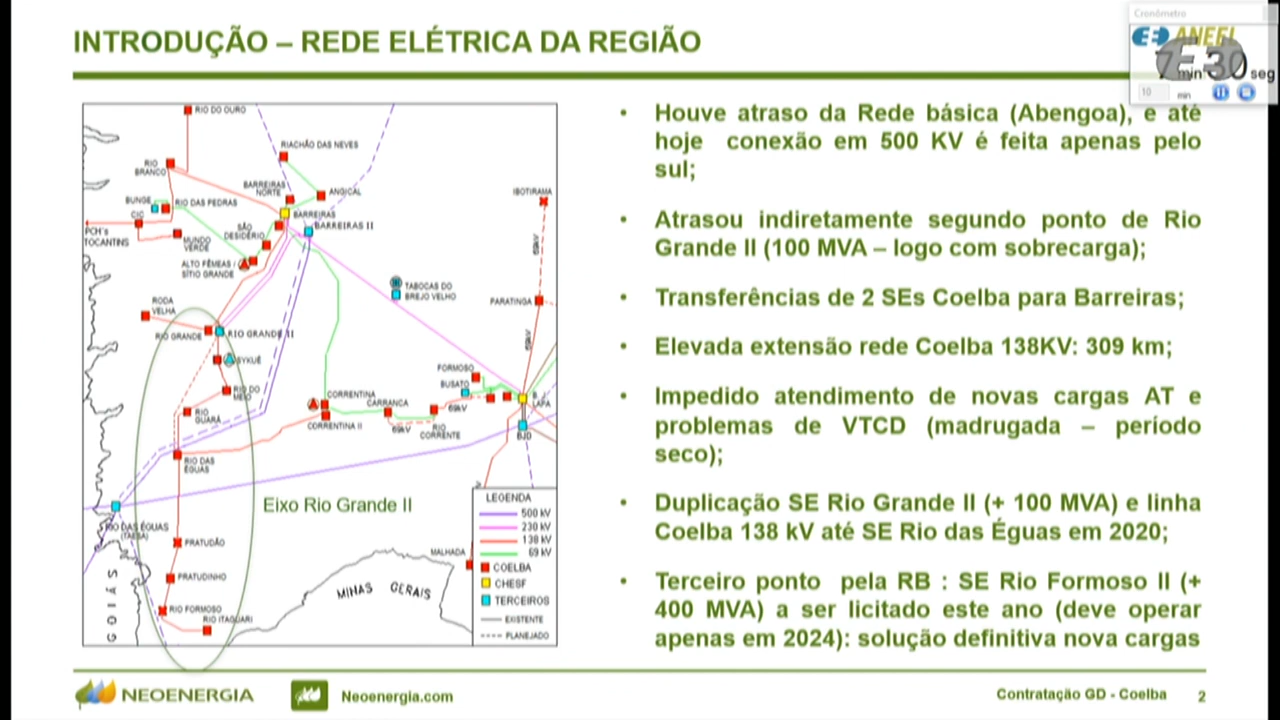 INTRODUÇÃO – REDE ELÉTRICA DA REGIÃO
Cronômetro
ANEEL
7 min 30 seg
10 min
RIO DO OURO
RIACHÃO DAS NEVES
RIO
BRANCO
BARREIRAS
NORTE
ANGICAL
IBOTIRAMA
BUNGE
RIO DAS PEDRAS
CIC
BARREIRAS
BARREIRAS II
PCH's
TOCANTINS
MUNDO
VERDE
SÃO
DESIDÉRIO
69kV
ALTO FÊMEAS /
SÍTIO GRANDE
TABOCAS DO
BREJO VELHO
RODA
VELHA
PARATINGA
RIO GRANDE
RIO GRANDE II
69kV
SYKUÊ
FORMOSO
BUSATO
RIO DO
MEIO
CORRENTINA
CARRANCA
69kV
B.
LAPA
RIO
GUARÁ
CORRENTINA II
69kV
RIO
CORRENTE
BJD
RIO DAS
ÉGUAS
Eixo Rio Grande II
RIO DAS ÉGUAS
(TAESA)
PRATUDÃO
PRATUDINHO
RIO FORMOSO
RIO ITAGUARI
GOIÁS
MINAS GERAIS
MALHADA
LEGENDA
500 kV
230 kV
138 kV
69 kV
COELBA
CHESF
TERCEIROS
EXISTENTE
PLANEJADO
• Houve atraso da Rede básica (Abengoa), e até
hoje conexão em 500 KV é feita apenas pelo
sul;
• Atrasou indiretamente segundo ponto de Rio
Grande II (100 MVA – logo com sobrecarga);
• Transferências de 2 SEs Coelba para Barreiras;
• Elevada extensão rede Coelba 138KV: 309 km;
• Impedido atendimento de novas cargas AT e
problemas de VTCD (madrugada – período
seco);
• Duplicação SE Rio Grande II (+ 100 MVA) e linha
Coelba 138 kV até SE Rio das Éguas em 2020;
• Terceiro ponto pela RB : SE Rio Formoso II (+
400 MVA) a ser licitado este ano (deve operar
apenas em 2024): solução definitiva nova cargas
NEOENERGIA
Neoenergia.com
Contratação GD - Coelba 2